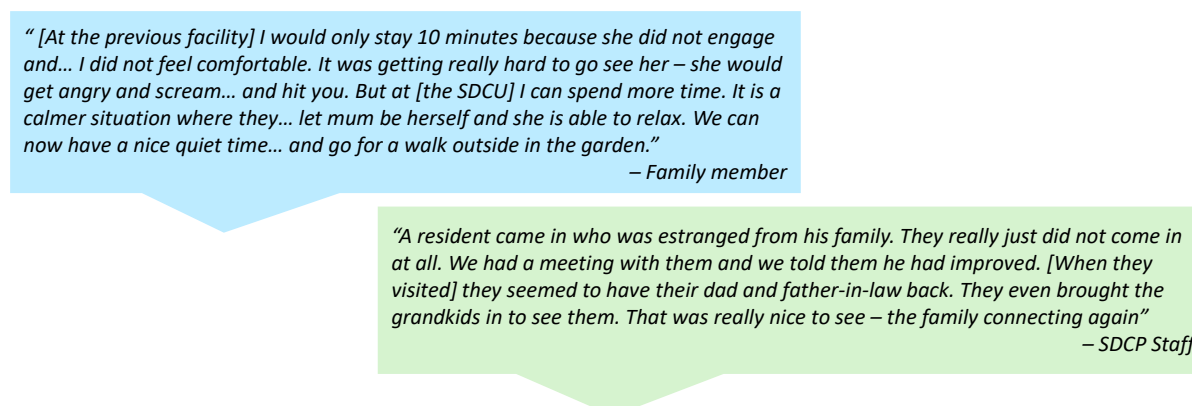 “ [At the previous facility] I would only stay 10 minutes because she did not engage
and… I did not feel comfortable. It was getting really hard to go see her – she would
get angry and scream… and hit you. But at [the SDCU] I can spend more time. It is a
calmer situation where they… let mum be herself and she is able to relax. We can
now have a nice quiet time… and go for a walk outside in the garden.”
– Family member
“A resident came in who was estranged from his family. They really just did not come in
at all. We had a meeting with them and we told them he had improved. [When they
visited] they seemed to have their dad and father-in-law back. They even brought the
grandkids in to see them. That was really nice to see – the family connecting again”
– SDCP Staff